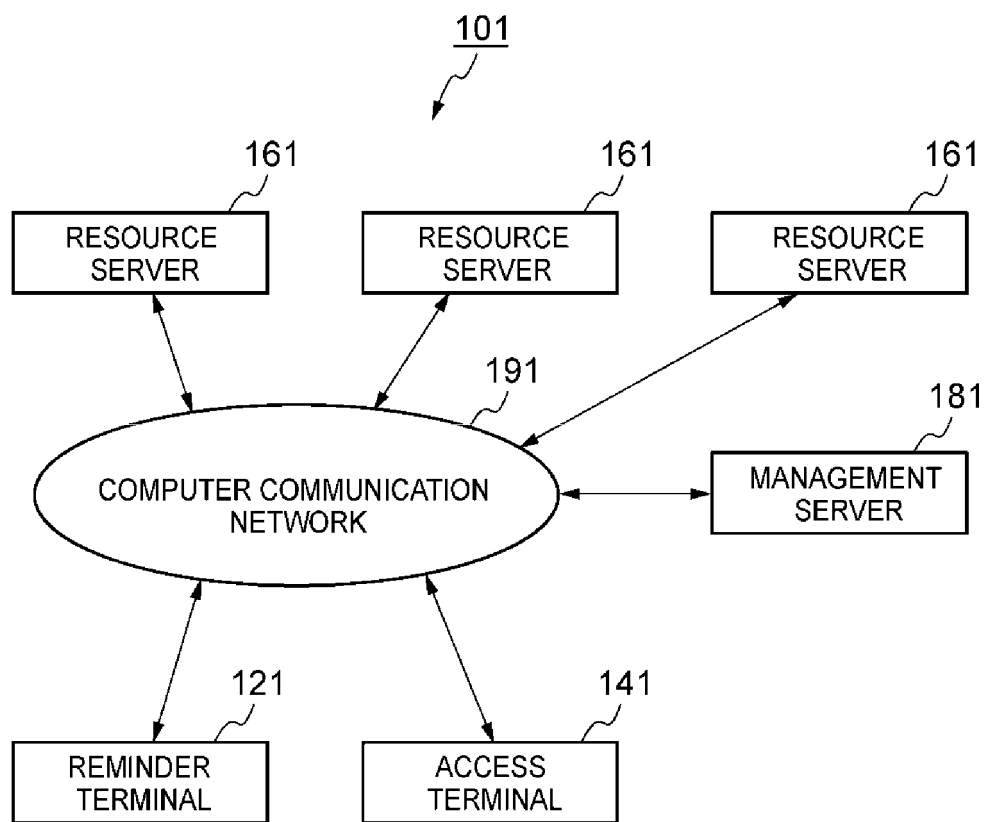 101
161
161
161
RESOURCE
SERVER
RESOURCE
SERVER
RESOURCE
SERVER
191
181
COMPUTER COMMUNICATION
NETWORK
MANAGEMENT
SERVER
121
141
REMINDER
TERMINAL
ACCESS
TERMINAL